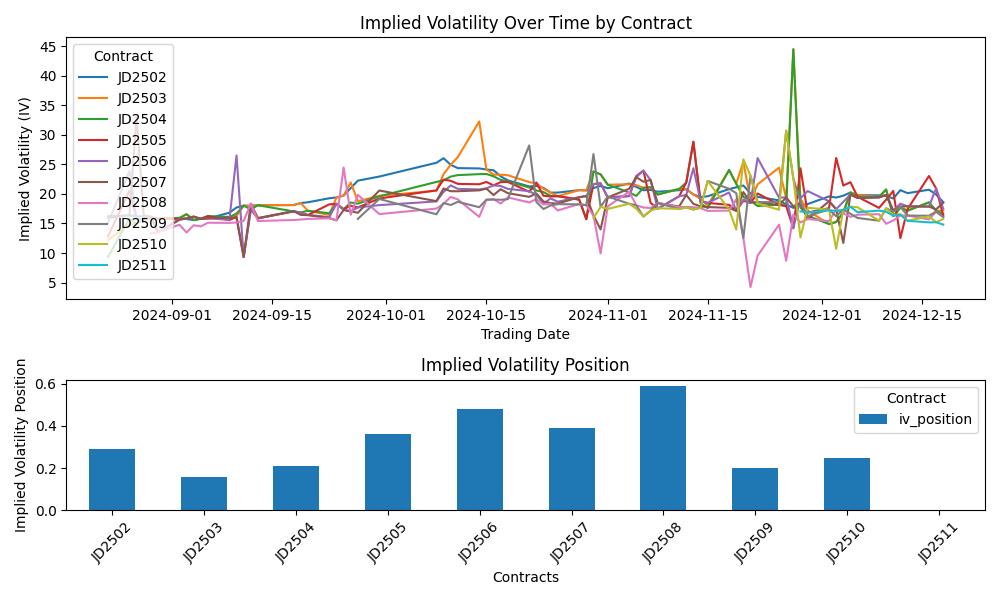 Implied Volatility Over Time by Contract
Implied Volatility (IV)
45
40
35
30
25
20
15
10
5
Contract
JD2502
JD2503
JD2504
JD2505
JD2506
JD2507
JD2508
JD2509
JD2510
JD2511
2024-09-01 2024-09-15 2024-10-01 2024-10-15 2024-11-01 2024-11-15 2024-12-01 2024-12-15
Trading Date
Implied Volatility Position
Implied Volatility Position
0.6
0.4
0.2
0.0
Contract
iv_position
JD2502 JD2503 JD2504 JD2505 JD2506 JD2507 JD2508 JD2509 JD2510 JD2511
Contracts